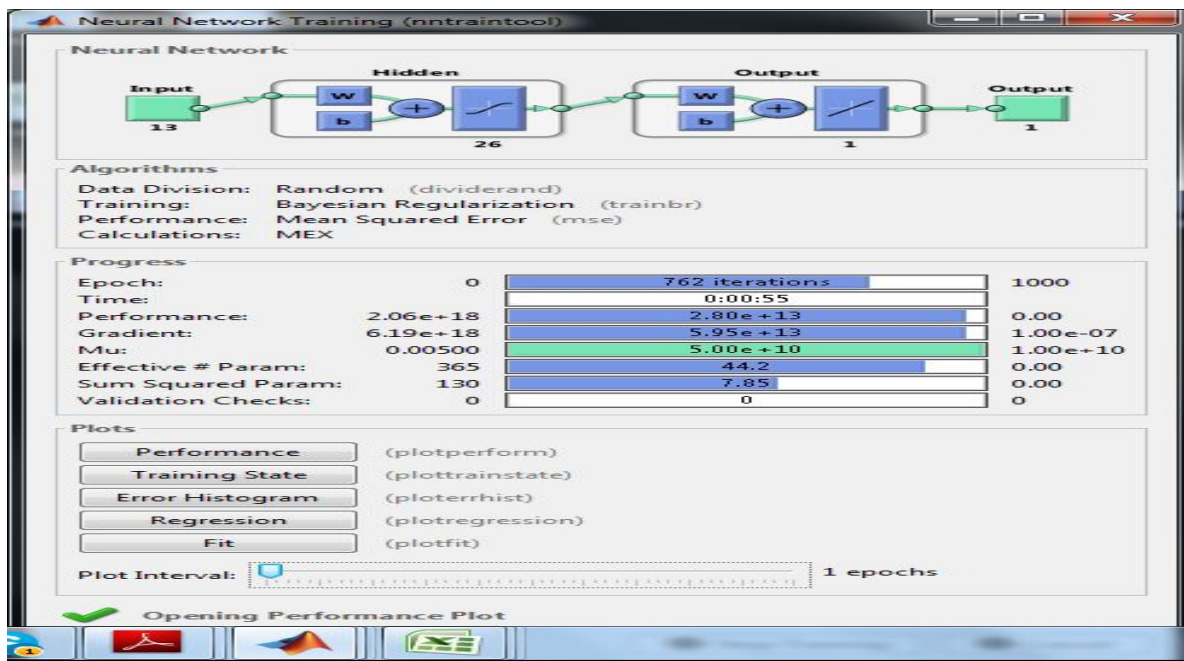 Neural Network Training (nntraintool)
Neural Network
Hidden Output
Input Output
W W
b b
+ +
13 1
26 1
Algorithms
Data Division: Random (dividerand)
Training: Bayesian Regularization (trainbr)
Performance: Mean Squared Error (mse)
Calculations: MEX
Progress
Epoch: 0 762 iterations 1000
Time: 0:00:55
Performance: 2.06e+18 2.80e+13 0.00
Gradient: 6.19e+18 5.95e+13 1.00e-07
Mu: 0.00500 5.00e+10 1.00e+10
Effective # Param: 365 44.2 0.00
Sum Squared Param: 130 7.85 0.00
Validation Checks: 0 0 0
Plots
Performance (plotperform)
Training State (plottrainstate)
Error Histogram (ploterrhist)
Regression (plotregression)
Fit (plotfit)
Plot Interval: 1 epochs
Opening Performance Plot
1